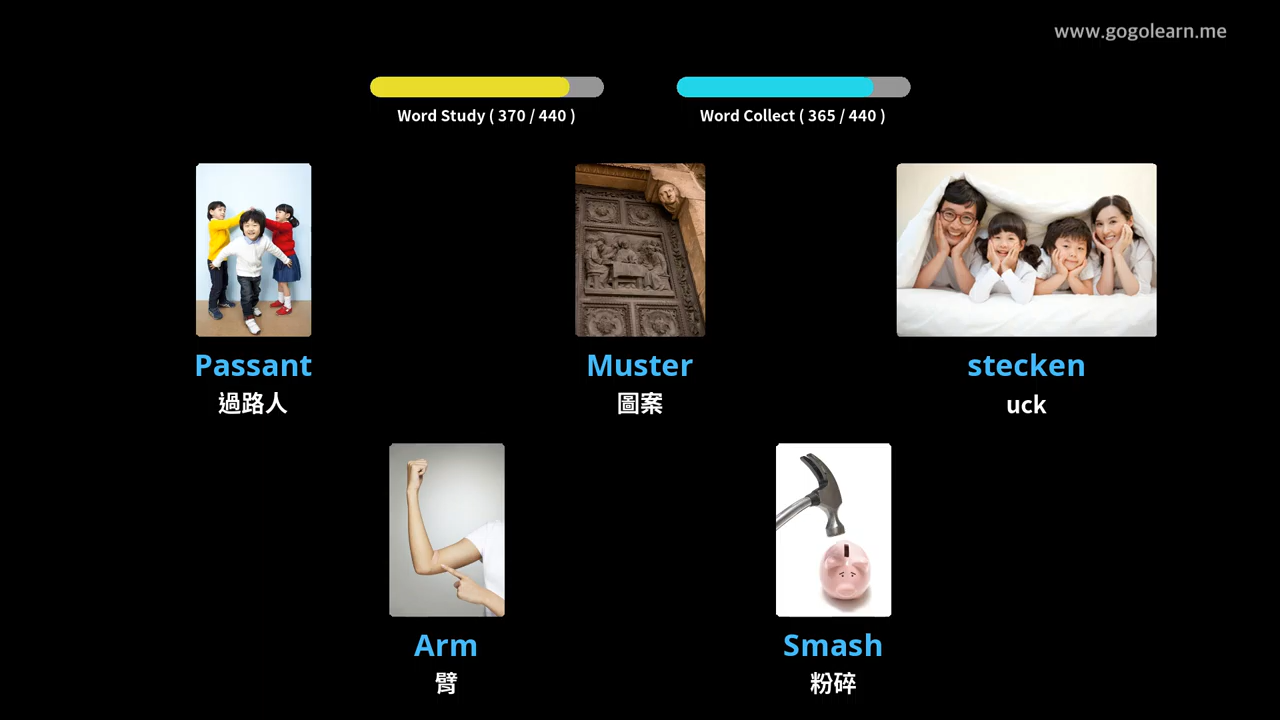 www.gogolearn.me
Word Study ( 370 / 440 )
Word Collect ( 365 / 440 )
Passant
過路人
Muster
圖案
stecken
uck
Arm
臂
Smash
粉碎